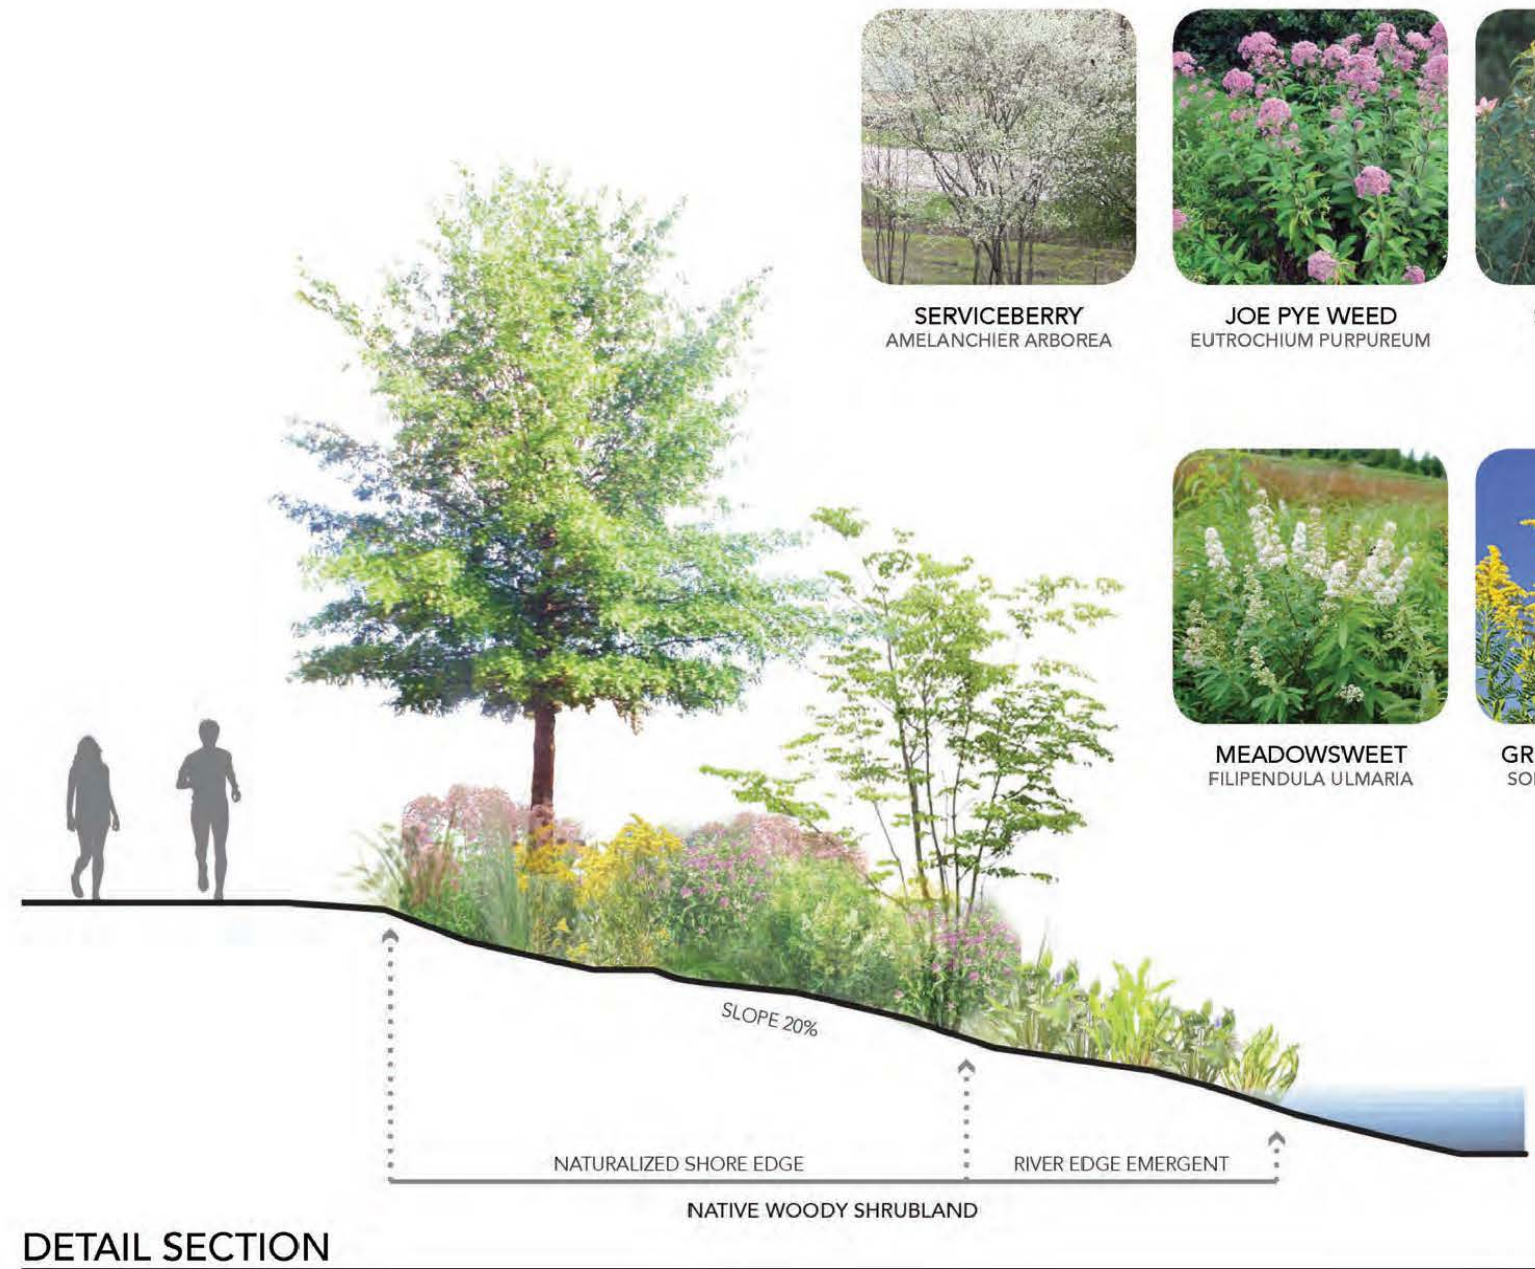 SERVICEBERRY
AMELANCHIER ARBOREA
JOE PYE WEED
EUTROCHIUM PURPUREUM
MEADOWSWEET
FILIPENDULA ULMARIA
SLOPE 20%
NATURALIZED SHORE EDGE
RIVER EDGE EMERGENT
NATIVE WOODY SHRUBLAND
DETAIL SECTION